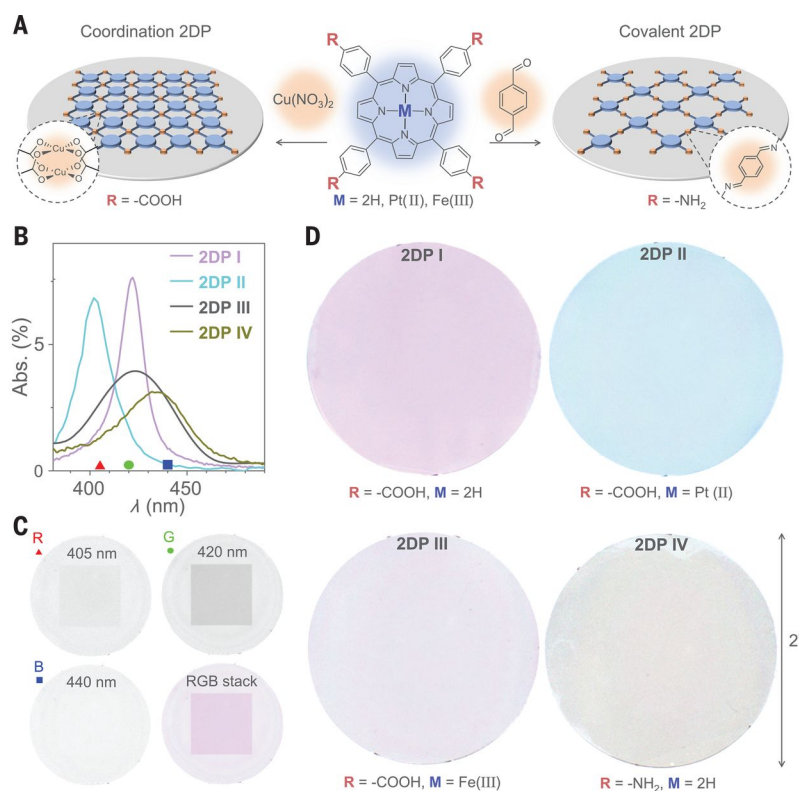 A
Coordination 2DP
Covalent 2DP
R
R
Cu(NO₃)₂
N
N
M
N
N
O
O
R
R
O
O
Cu
O
O
O
O
Cu
O
O
N
N
R = -COOH
M = 2H, Pt(II), Fe(III)
R = -NH₂
B
2DP I
2DP II
2DP III
2DP IV
Abs. (%)
5
0
400
450
λ (nm)
C
R
405 nm
G
420 nm
B
440 nm
RGB stack
D
2DP I
2DP II
R = -COOH, M = 2H
R = -COOH, M = Pt (II)
2DP III
2DP IV
2
R = -COOH, M = Fe(III)
R = -NH₂, M = 2H